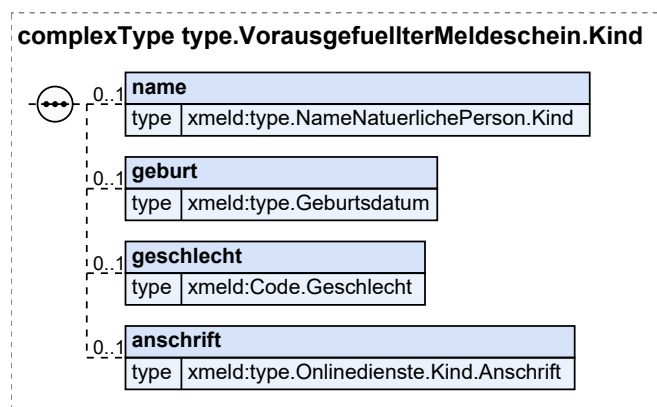 complexType type.VorausgefuellterMeldeschein.Kind
0..1 name
type xmeld:type.NameNatuerlichePerson.Kind
0..1 geburt
type xmeld:type.Geburtsdatum
0..1 geschlecht
type xmeld:Code.Geschlecht
0..1 anschrift
type xmeld:type.Onlinedienste.Kind.Anschrift